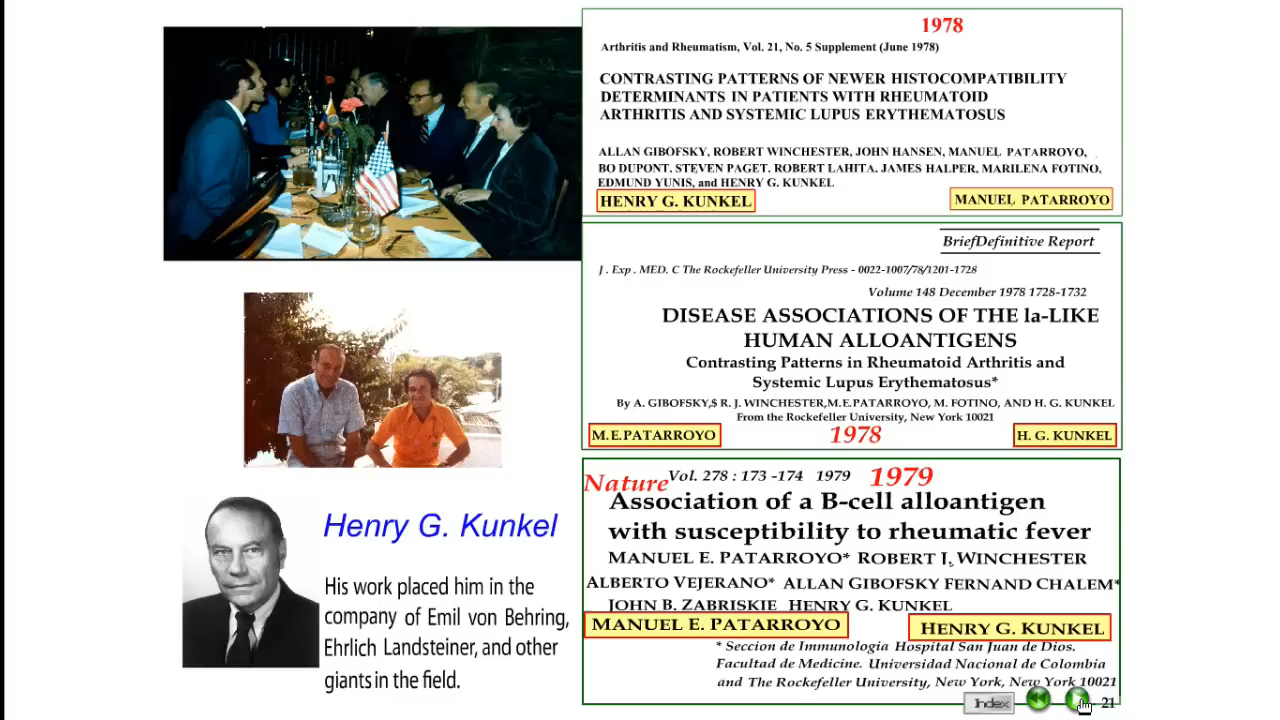 1978
Arthritis and Rheumatism, Vol. 21, No. 5 Supplement (June 1978)
CONTRASTING PATTERNS OF NEWER HISTOCOMPATIBILITY
DETERMINANTS IN PATIENTS WITH RHEUMATOID
ARTHRITIS AND SYSTEMIC LUPUS ERYTHEMATOSUS
ALLAN GIBOFSKY, ROBERT WINCHESTER, JOHN HANSEN, MANUEL PATARROYO,
BO DUPONT, STEVEN PAGET, ROBERT LAHITA, JAMES HALPER, MARILENA FOTINO,
EDMUND YUNIS, and HENRY G. KUNKEL
HENRY G. KUNKEL MANUEL PATARROYO
BriefDefinitive Report
J . Exp . MED. C The Rockefeller University Press - 0022-1007/78/1201-1728
Volume 148 December 1978 1728-1732
DISEASE ASSOCIATIONS OF THE la-LIKE
HUMAN ALLOANTIGENS
Contrasting Patterns in Rheumatoid Arthritis and
Systemic Lupus Erythematosus*
By A. GIBOFSKY,$ R. J. WINCHESTER,M.E.PATARROYO, M. FOTINO, AND H. G. KUNKEL
From the Rockefeller University, New York 10021
M.E.PATARROYO 1978 H. G. KUNKEL
Nature Vol. 278 : 173 -174 1979 1979
Association of a B-cell alloantigen
with susceptibility to rheumatic fever
MANUEL E. PATARROYO* ROBERT J. WINCHESTER
ALBERTO VEJERANO* ALLAN GIBOFSKY FERNAND CHALEM*
JOHN B. ZABRISKIE HENRY G. KUNKEL
MANUEL E. PATARROYO HENRY G. KUNKEL
* Seccion de Immunologia Hospital San Juan de Dios.
Facultad de Medicine. Universidad Nacional de Colombia
and The Rockefeller University, New York, New York 10021
Henry G. Kunkel
His work placed him in the
company of Emil von Behring,
Ehrlich Landsteiner, and other
giants in the field.
Index 21